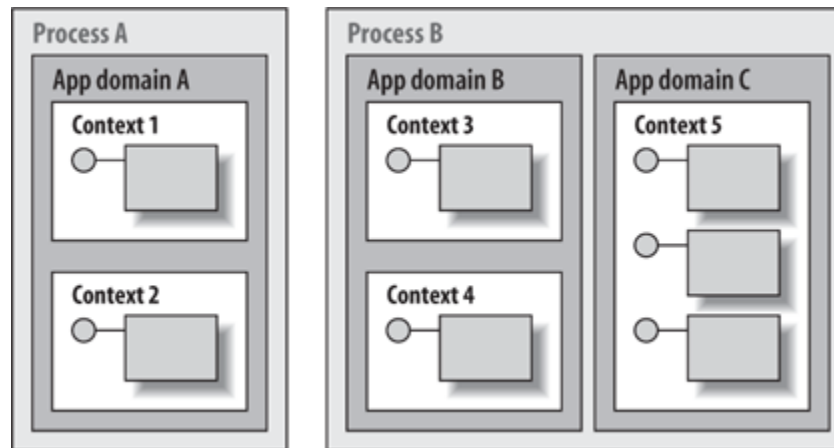 Process A
App domain A
Context 1
Context 2
Process B
App domain B
Context 3
Context 4
App domain C
Context 5